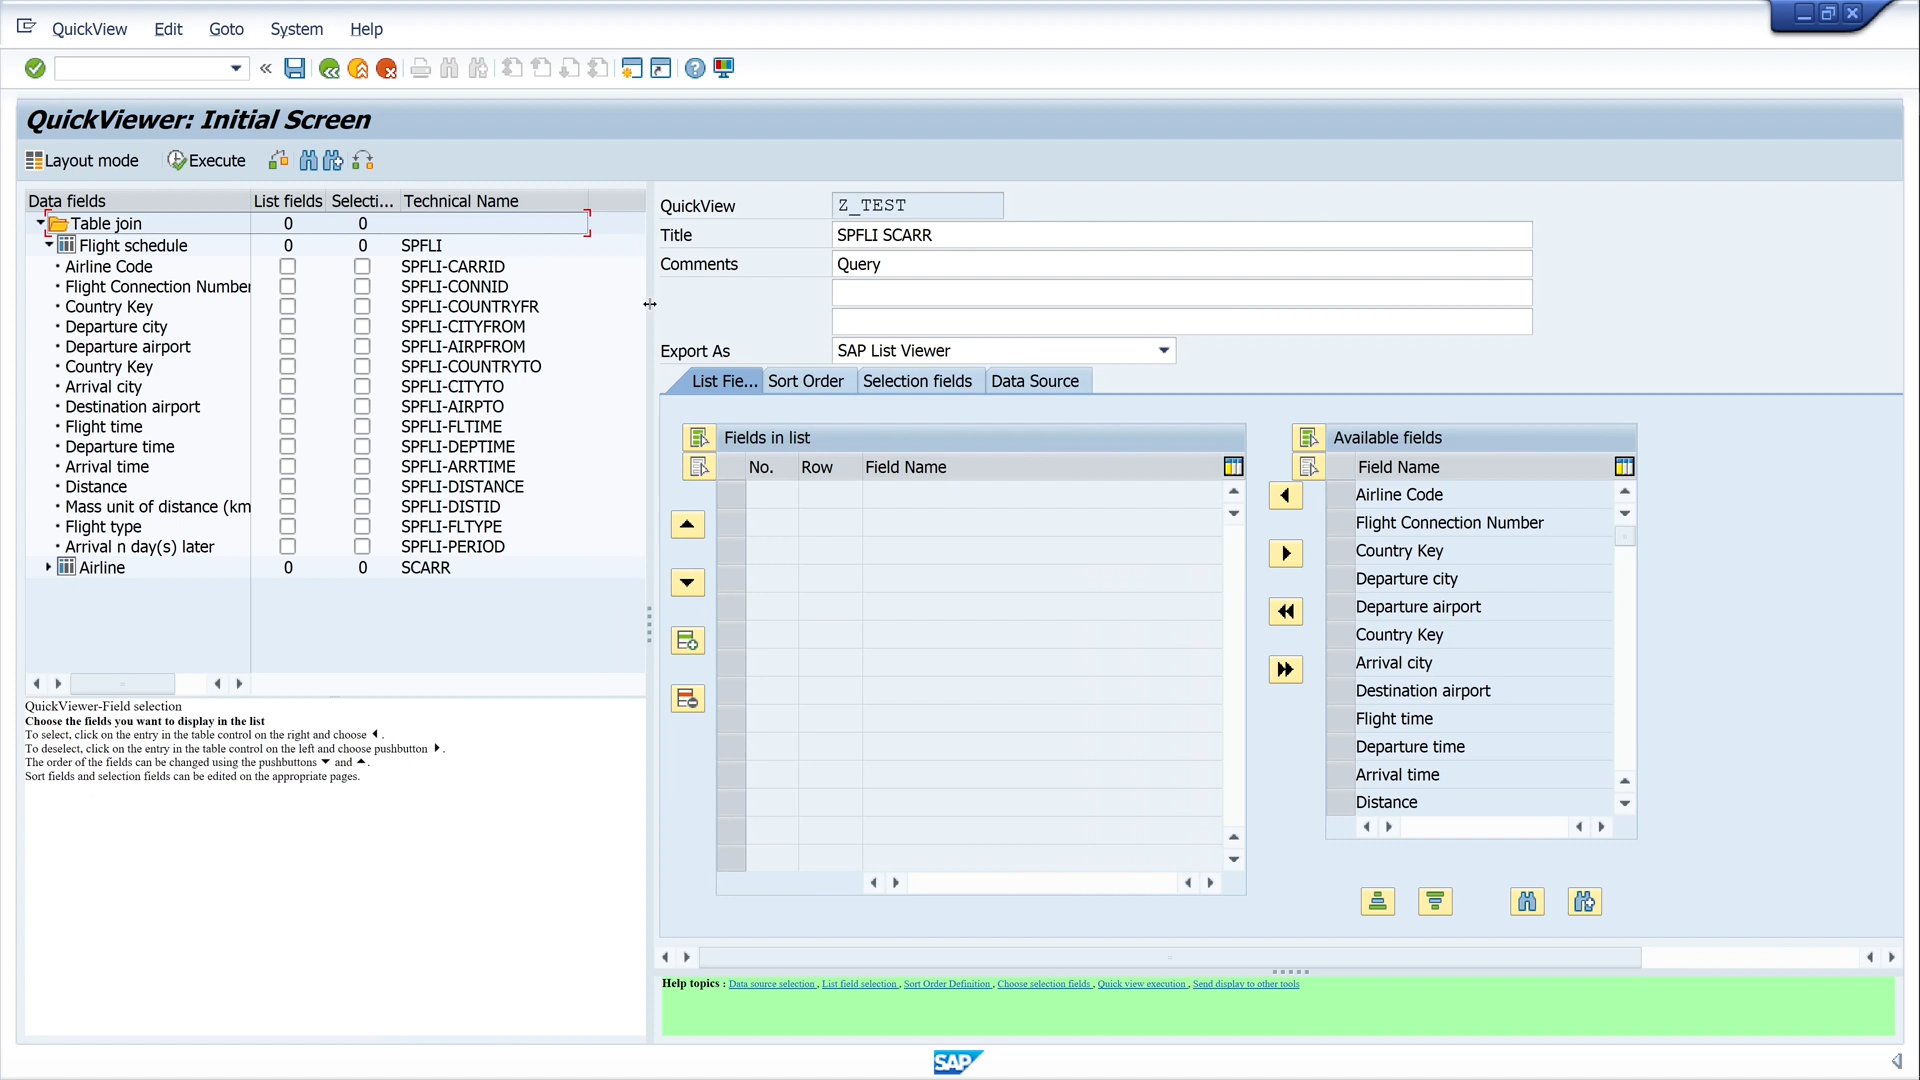 QuickView Edit Goto System Help
QuickViewer: Initial Screen
Layout mode Execute
Data fields List fields Selecti... Technical Name
Table join 0 0
Flight schedule 0 0 SPFLI
Airline Code SPFLI-CARRID
Flight Connection Number SPFLI-CONNID
Country Key SPFLI-COUNTRYFR
Departure city SPFLI-CITYFROM
Departure airport SPFLI-AIRPFROM
Country Key SPFLI-COUNTRYTO
Arrival city SPFLI-CITYTO
Destination airport SPFLI-AIRPTO
Flight time SPFLI-FLTIME
Departure time SPFLI-DEPTIME
Arrival time SPFLI-ARRTIME
Distance SPFLI-DISTANCE
Mass unit of distance (km SPFLI-DISTID
Flight type SPFLI-FLTYPE
Arrival n day(s) later SPFLI-PERIOD
Airline 0 0 SCARR
QuickViewer-Field selection
Choose the fields you want to display in the list
To select, click on the entry in the table control on the right and choose .
To deselect, click on the entry in the table control on the left and choose pushbutton .
The order of the fields can be changed using the pushbuttons and .
Sort fields and selection fields can be edited on the appropriate pages.
QuickView Z_TEST
Title SPFLI SCARR
Comments Query
Export As SAP List Viewer
List Fie... Sort Order Selection fields Data Source
Fields in list
No. Row Field Name
Available fields
Field Name
Airline Code
Flight Connection Number
Country Key
Departure city
Departure airport
Country Key
Arrival city
Destination airport
Flight time
Departure time
Arrival time
Distance
Help topics : Data source selection , List field selection , Sort Order Definition , Choose selection fields , Quick view execution , Send display to other tools
SAP